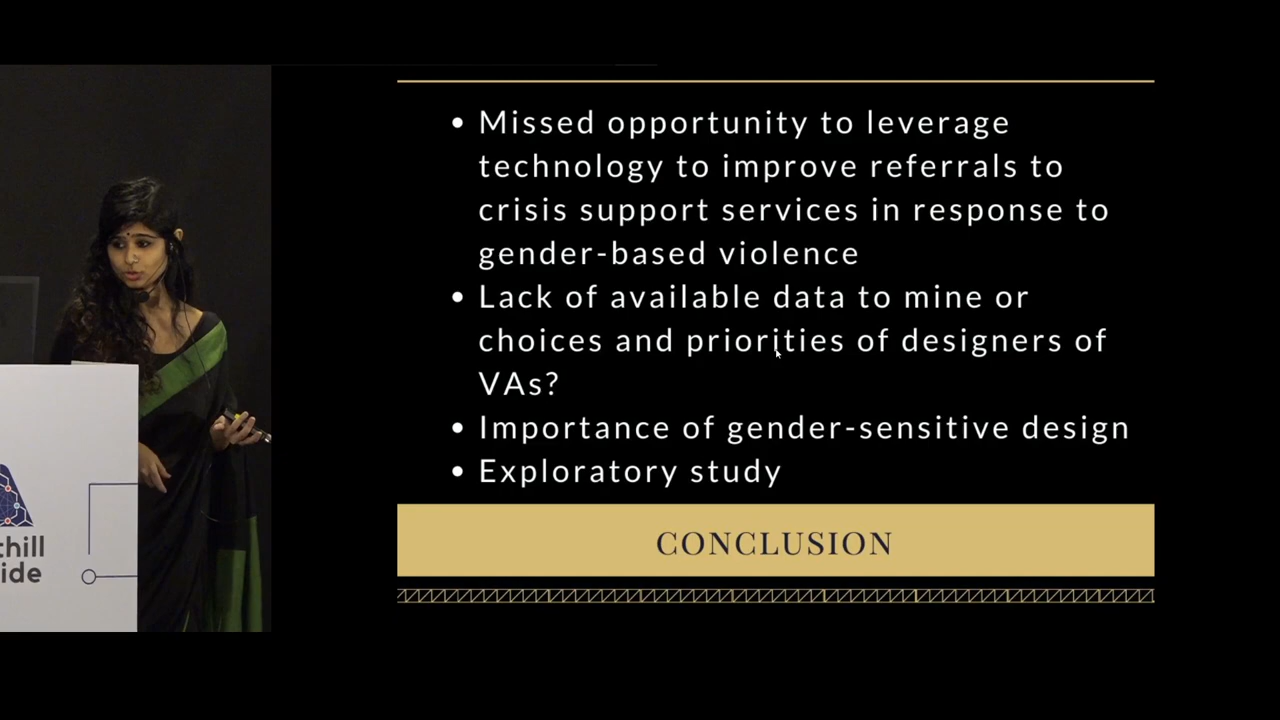 • Missed opportunity to leverage
technology to improve referrals to
crisis support services in response to
gender-based violence
• Lack of available data to mine or
choices and priorities of designers of
VAs?
• Importance of gender-sensitive design
• Exploratory study
CONCLUSION
thill
ide